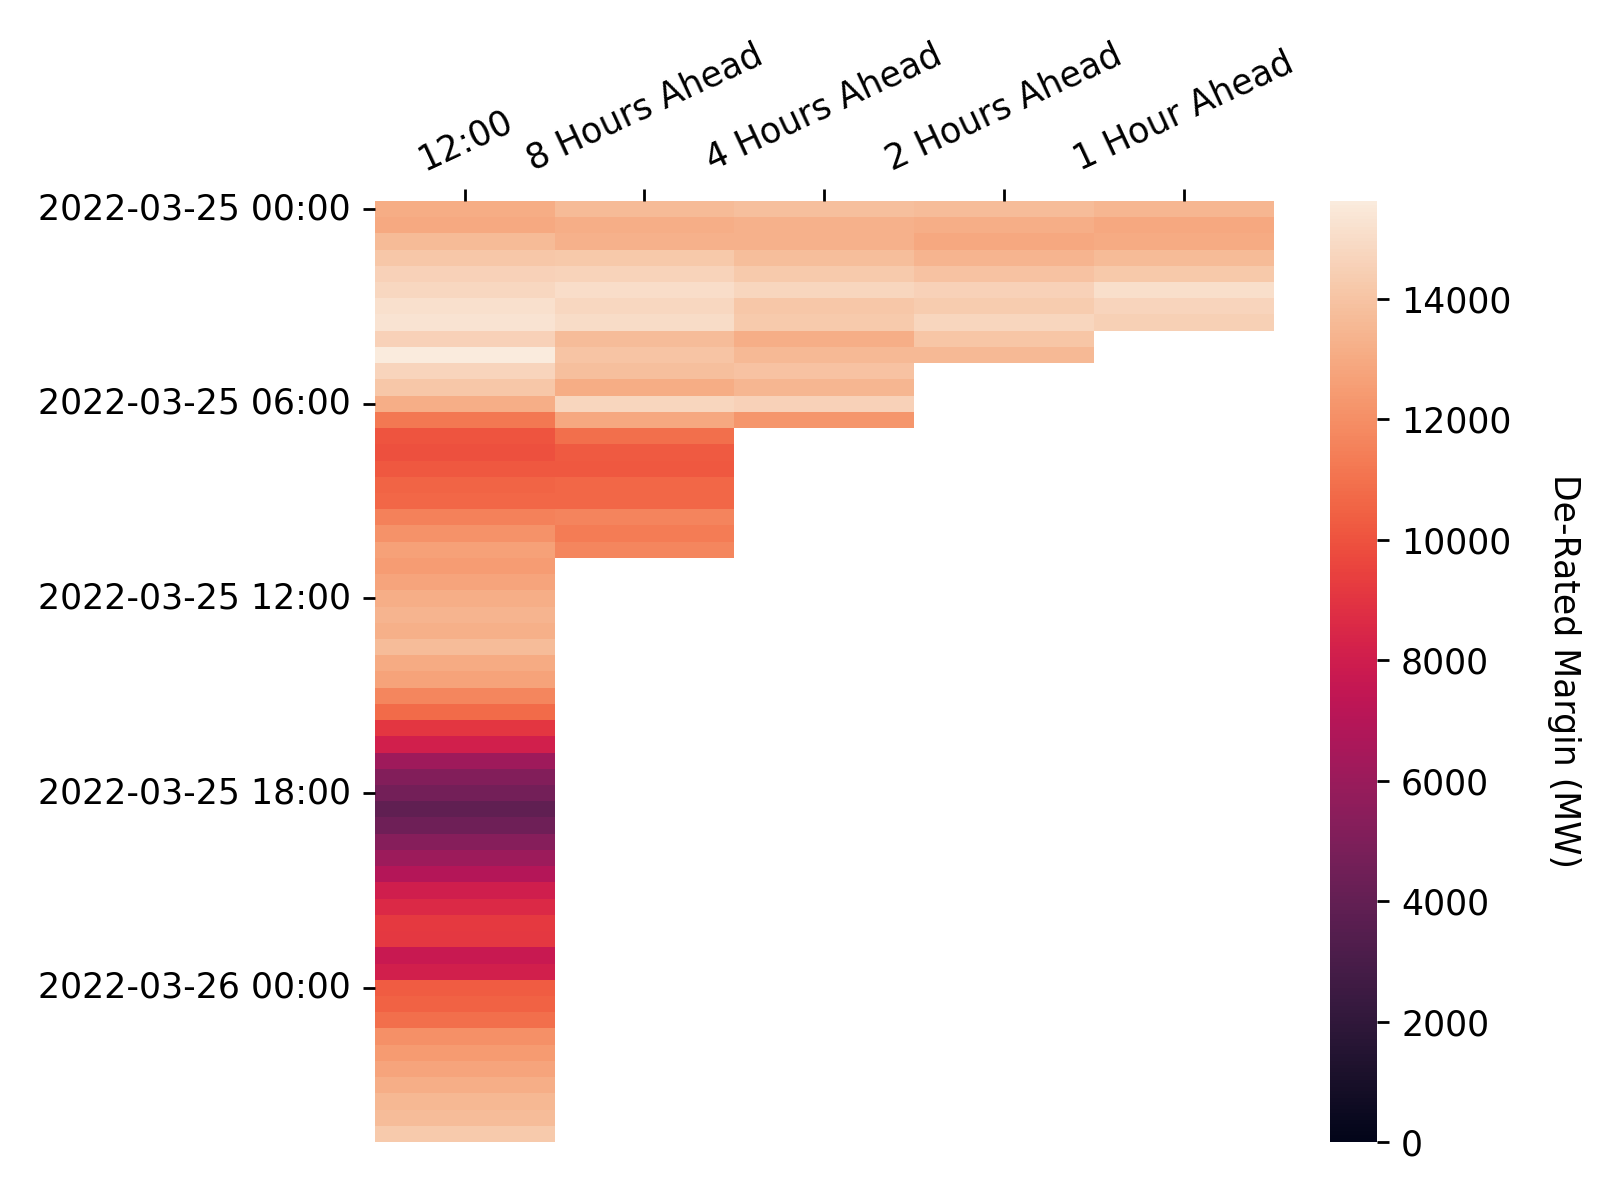 12:00
8 Hours Ahead
4 Hours Ahead
2 Hours Ahead
1 Hour Ahead
2022-03-25 00:00
2022-03-25 06:00
2022-03-25 12:00
2022-03-25 18:00
2022-03-26 00:00
14000
12000
10000
8000
6000
4000
2000
0
De-Rated Margin (MW)